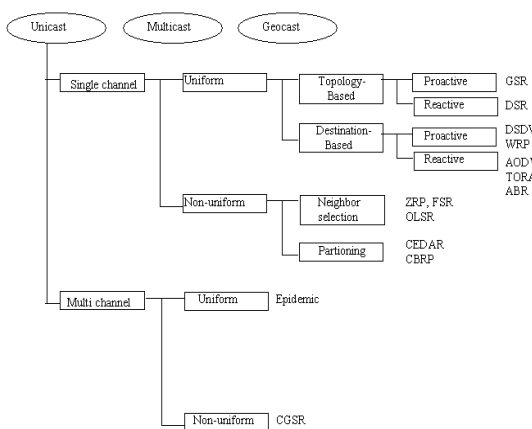 Unicast
Multicast
Geocast
Single channel
Uniform
Topology-
Based
Proactive
GSR
Reactive
DSR
Destination-
Based
Proactive
DSDV
WRP
Reactive
AODV
TORA
ABR
Non-uniform
Neighbor
selection
ZRP, FSR
OLSR
Partioning
CEDAR
CBRP
Multi channel
Uniform
Epidemic
Non-uniform
CGSR